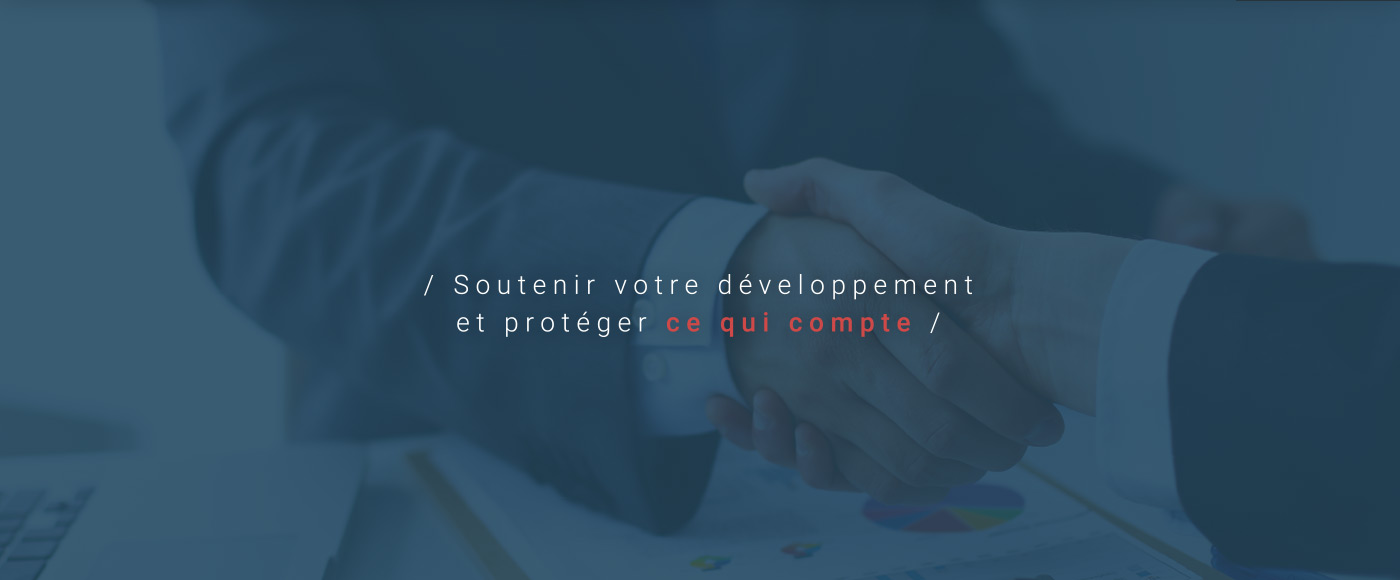 / Soutenir votre développement
et protéger ce qui compte /